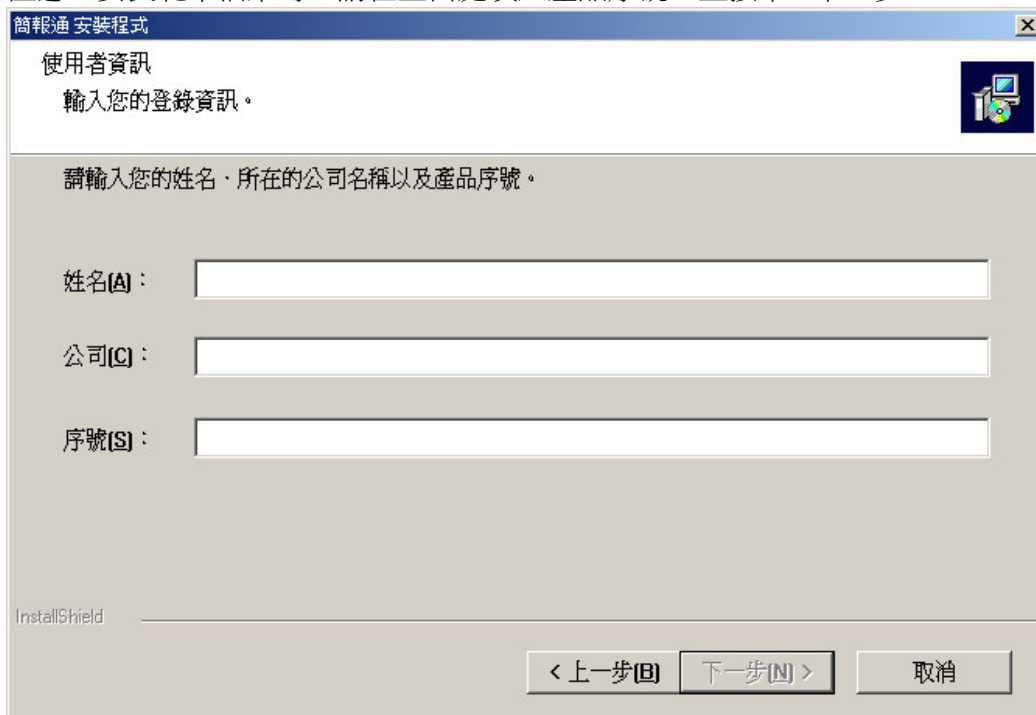 簡報通 安裝程式
使用者資訊
輸入您的登錄資訊。
請輸入您的姓名、所在的公司名稱以及產品序號。
姓名(A)：
公司(C)：
序號(S)：
InstallShield
< 上一步(B)
下一步(N) >
取消